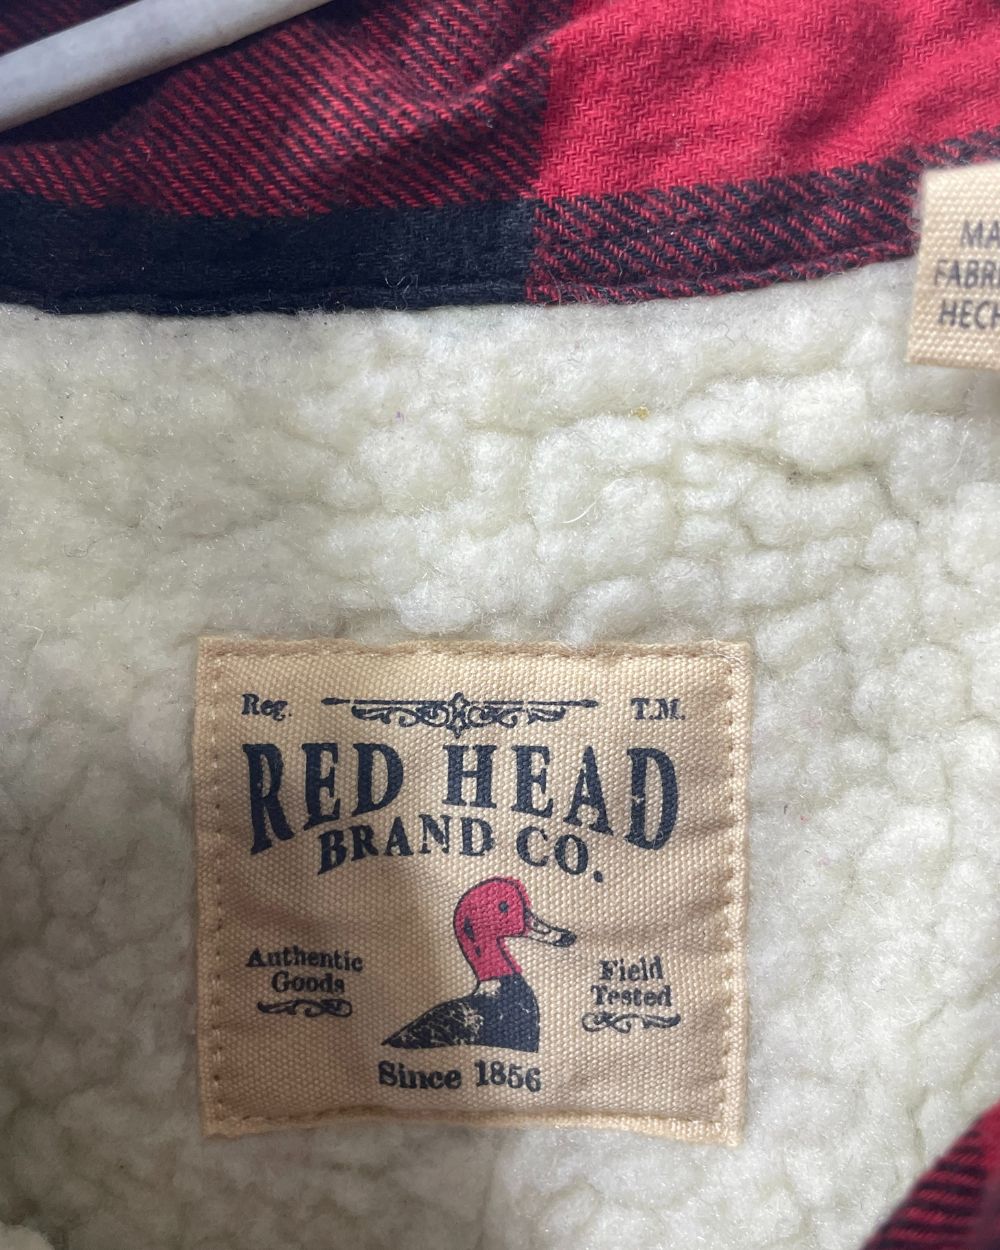 Reg. T.M.
RED HEAD
BRAND CO.
Authentic
Goods
Field
Tested
Since 1856